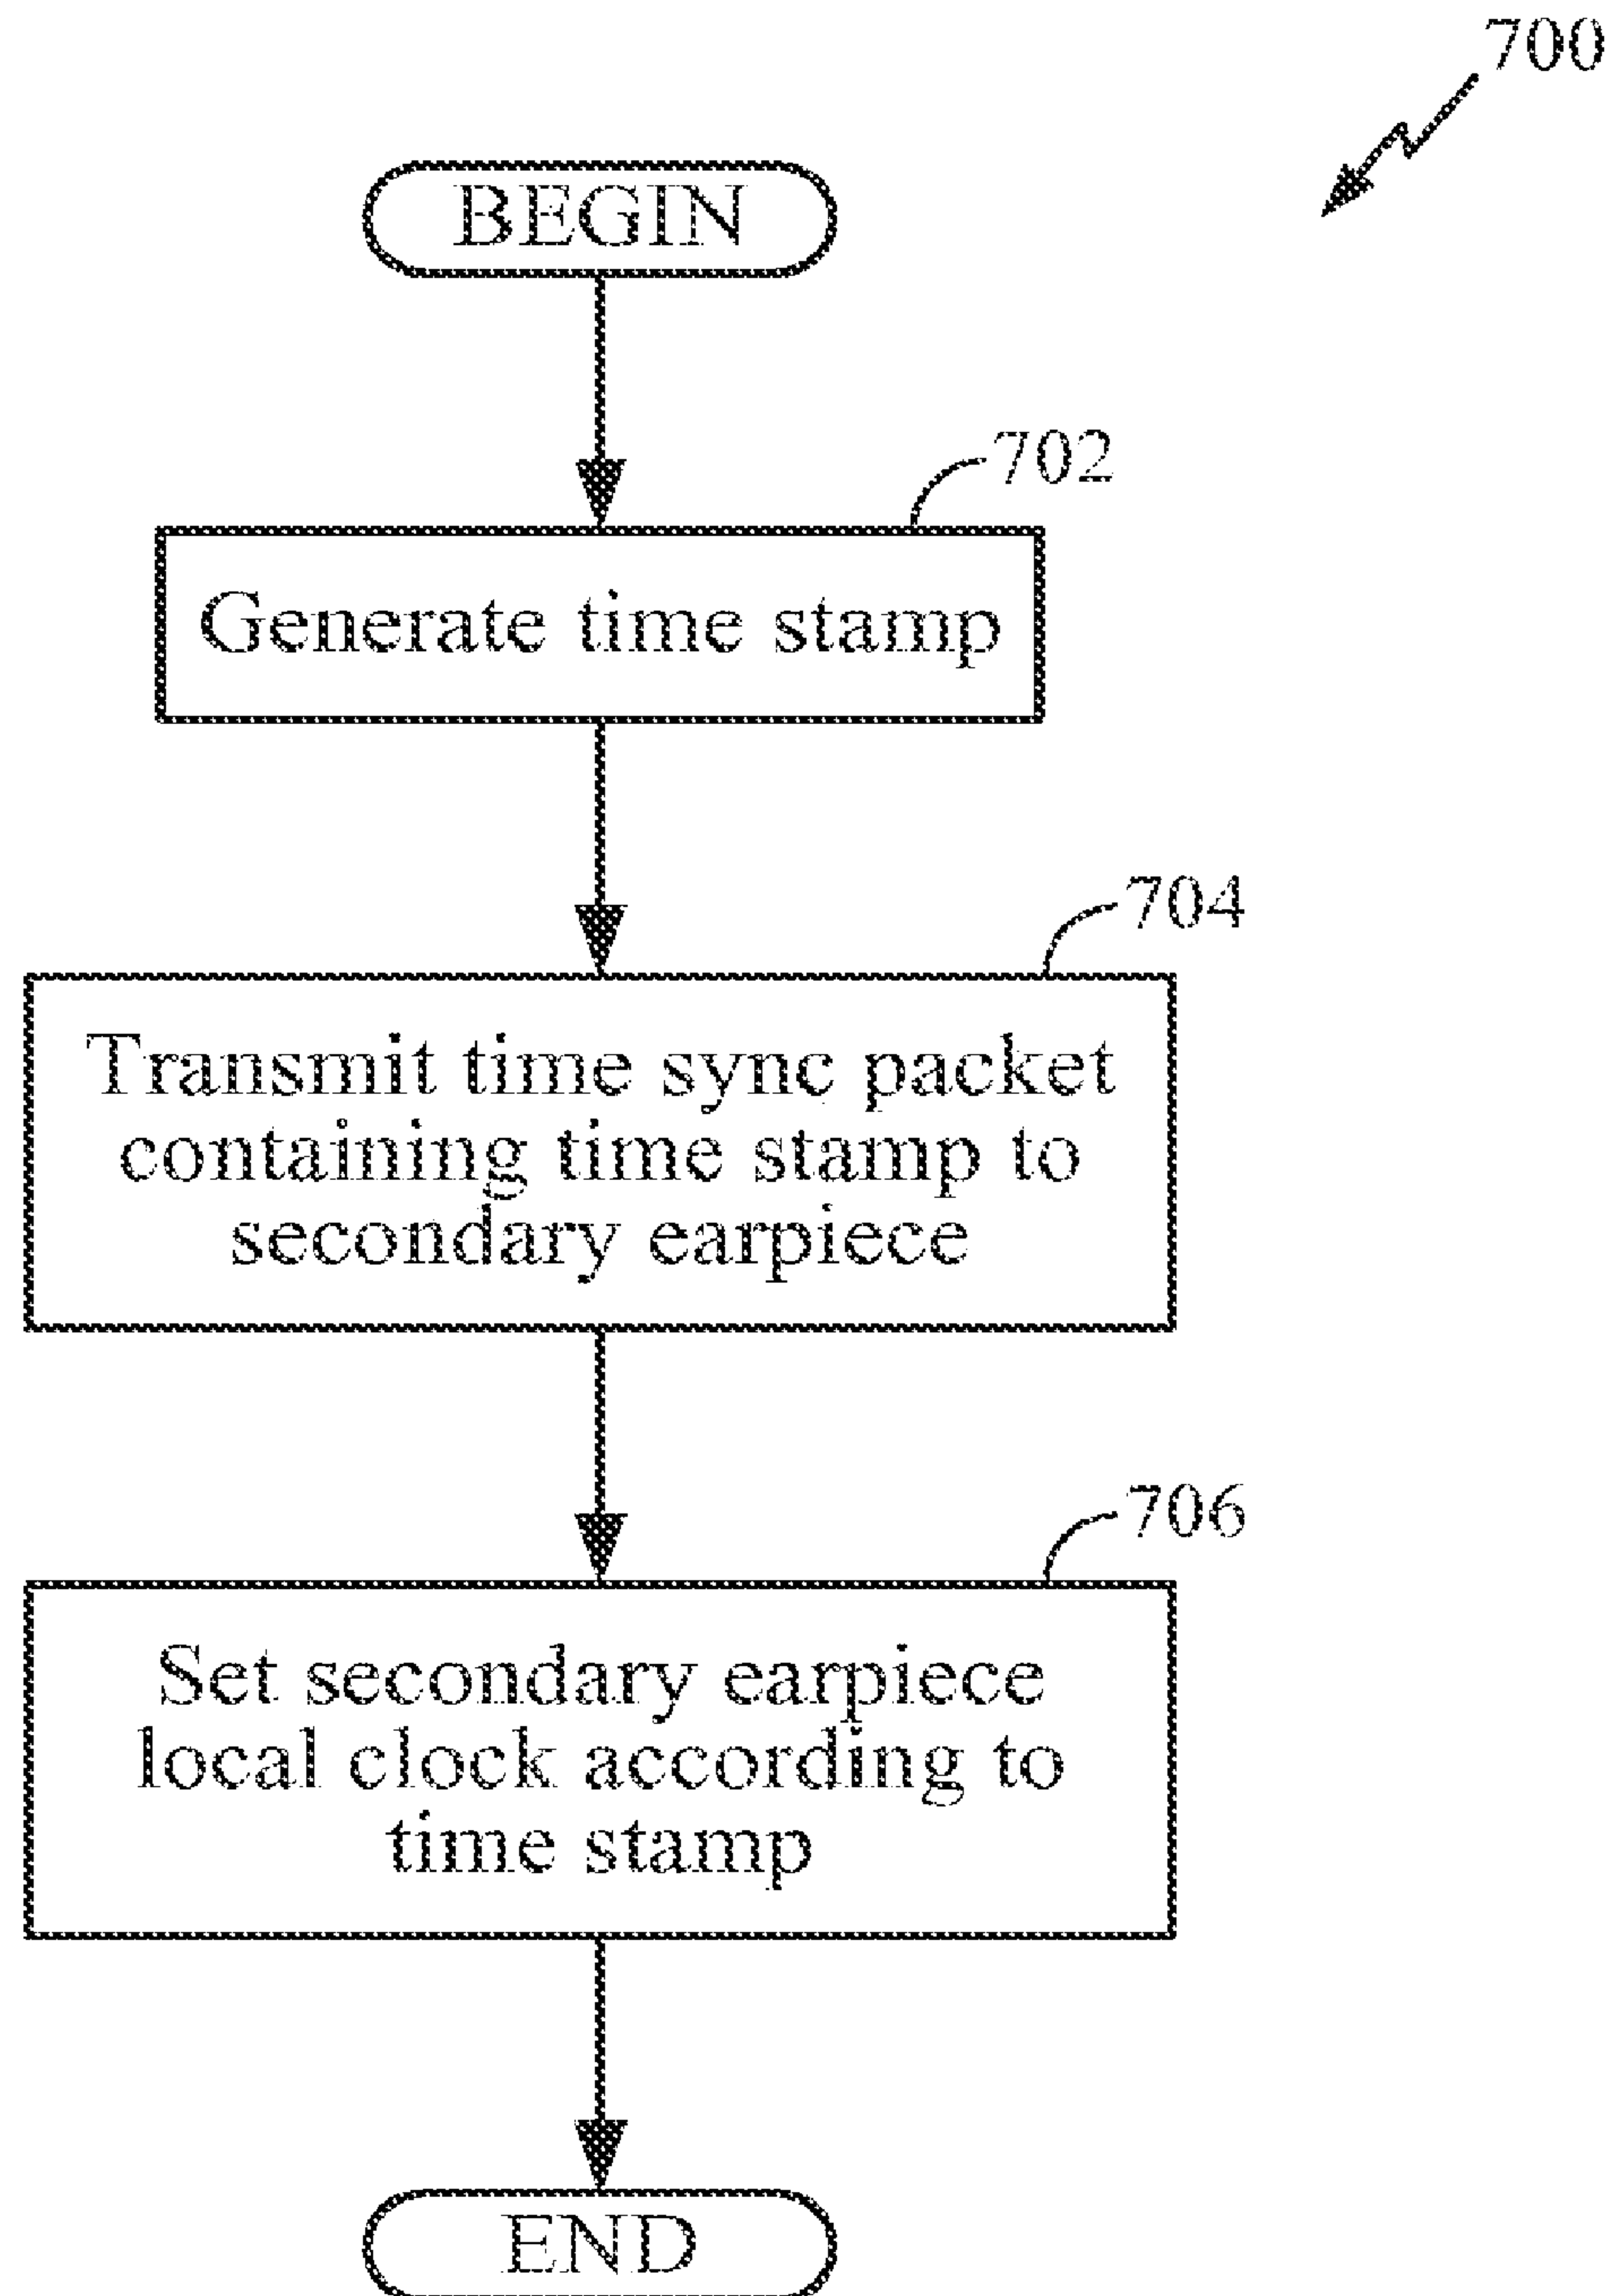 700
BEGIN
702
Generate time stamp
704
Transmit time sync packet
containing time stamp to
secondary earpiece
706
Set secondary earpiece
local clock according to
time stamp
END